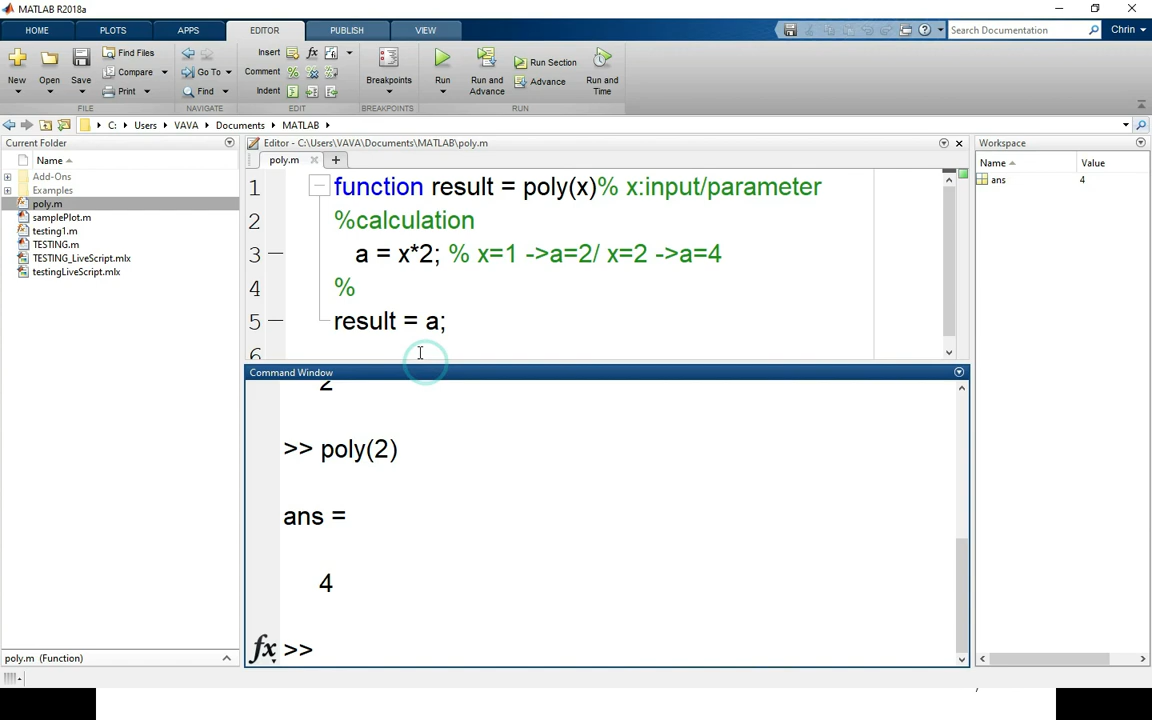 MATLAB R2018a
HOME PLOTS APPS EDITOR PUBLISH VIEW Search Documentation Chrin
New Open Save Find Files Compare Print Go To Find Insert Comment Indent fx Breakpoints Run Run and Advance Run Section Advance Run and Time
FILE NAVIGATE EDIT BREAKPOINTS RUN
C: Users VAVA Documents MATLAB
Current Folder
Name
Add-Ons
Examples
poly.m
samplePlot.m
testing1.m
TESTING.m
TESTING_LiveScript.mlx
testingLiveScript.mlx
poly.m (Function)
Editor - C:\Users\VAVA\Documents\MATLAB\poly.m
poly.m
1 function result = poly(x)% x:input/parameter
2 %calculation
3 a = x*2; % x=1 ->a=2/ x=2 ->a=4
4 %
5 result = a;
6
Command Window
2
>> poly(2)
ans =
4
fx >>
Workspace
Name Value
ans 4